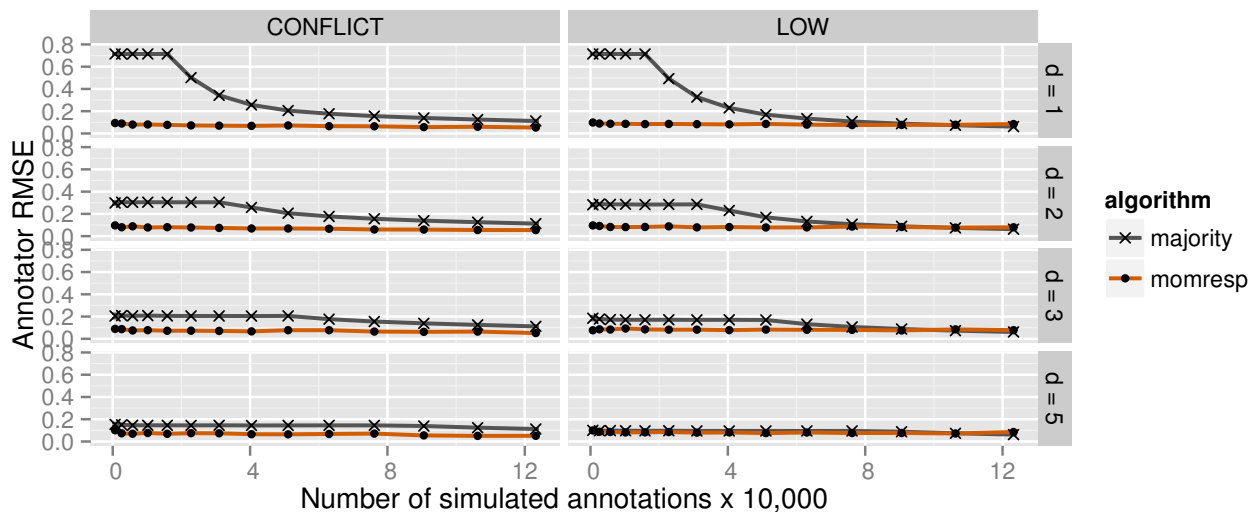 CONFLICT
LOW
Annotator RMSE
0.8
0.6
0.4
0.2
0.0
d = 1
0.8
0.6
0.4
0.2
0.0
d = 2
0.8
0.6
0.4
0.2
0.0
d = 3
0.8
0.6
0.4
0.2
0.0
d = 5
0 4 8 12
0 4 8 12
Number of simulated annotations x 10,000
algorithm
majority
momresp